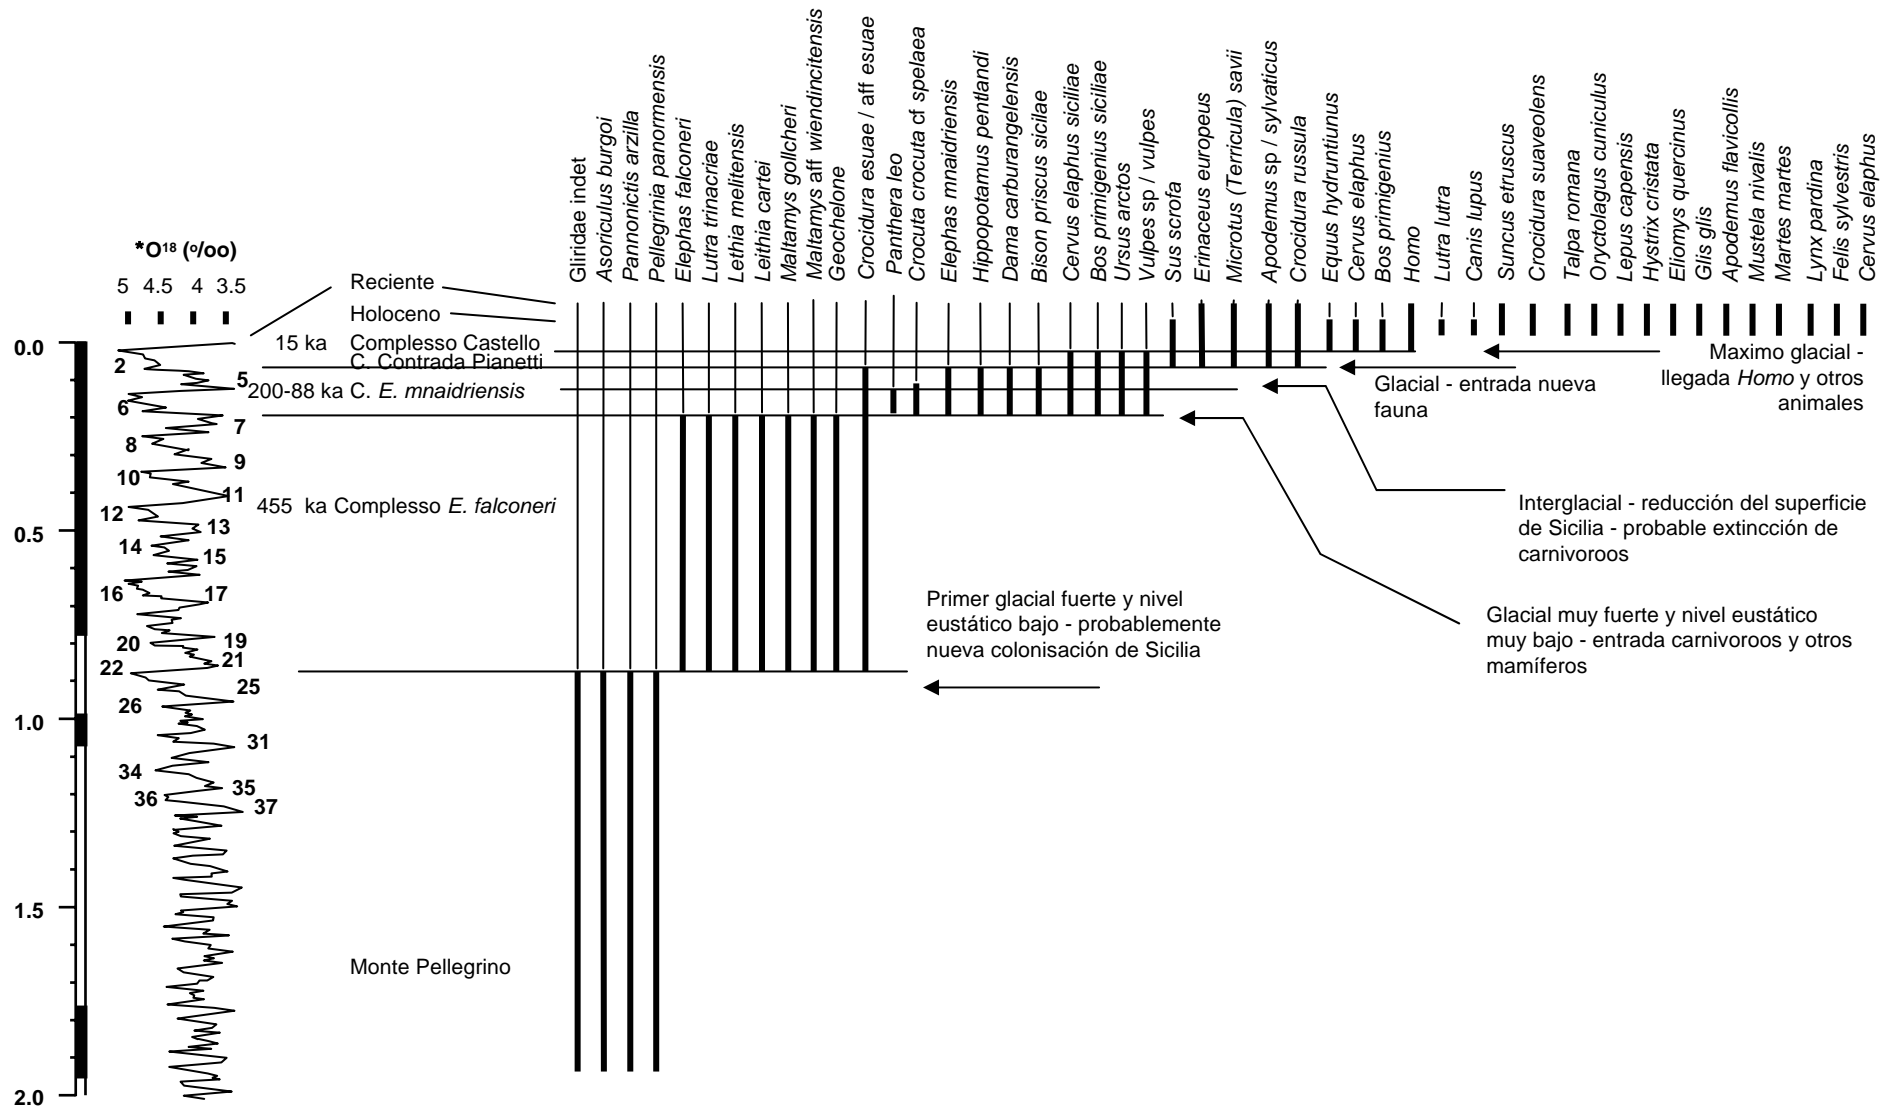 Gliridae indet
Asoriculus burgoi
Pannonictis arzilla
Pellegrinia panormensis
Elephas falconeri
Lutra trinacriae
Lethia melitensis
Leithia cartei
Maltamys gollcheri
Maltamys aff wiendincitensis
Geochelone
Crocidura esuae / aff esuae
Panthera leo
Crocuta crocuta cf spelaea
Elephas mnaidriensis
Hippopotamus pentlandi
Dama carburangelensis
Bison priscus siciliae
Cervus elaphus siciliae
Bos primigenius siciliae
Ursus arctos
Vulpes sp / vulpes
Sus scrofa
Erinaceus europeus
Microtus (Terricula) savii
Apodemus sp / sylvaticus
Crocidura russula
Equus hydruntiunus
Cervus elaphus
Bos primigenius
Homo
Lutra lutra
Canis lupus
Suncus etruscus
Crocidura suaveolens
Talpa romana
Oryctolagus cuniculus
Lepus capensis
Hystrix cristata
Eliomys quercinus
Glis glis
Apodemus flavicollis
Mustela nivalis
Martes martes
Lynx pardina
Felis sylvestris
Cervus elaphus
*O18 (o/oo)
5 4.5 4 3.5
Reciente
Holoceno
15 ka Complesso Castello
C. Contrada Pianetti
200-88 ka C. E. mnaidriensis
455 ka Complesso E. falconeri
Monte Pellegrino
0.0
0.5
1.0
1.5
2.0
2
5
6
7
8
9
10
11
12
13
14
15
16
17
19
20
21
22
25
26
31
34
35
36
37
Maximo glacial -
llegada Homo y otros
animales
Glacial - entrada nueva
fauna
Interglacial - reducción del superficie
de Sicilia - probable extincción de
carnivoroos
Glacial muy fuerte y nivel eustático
muy bajo - entrada carnivoroos y otros
mamíferos
Primer glacial fuerte y nivel
eustático bajo - probablemente
nueva colonisación de Sicilia